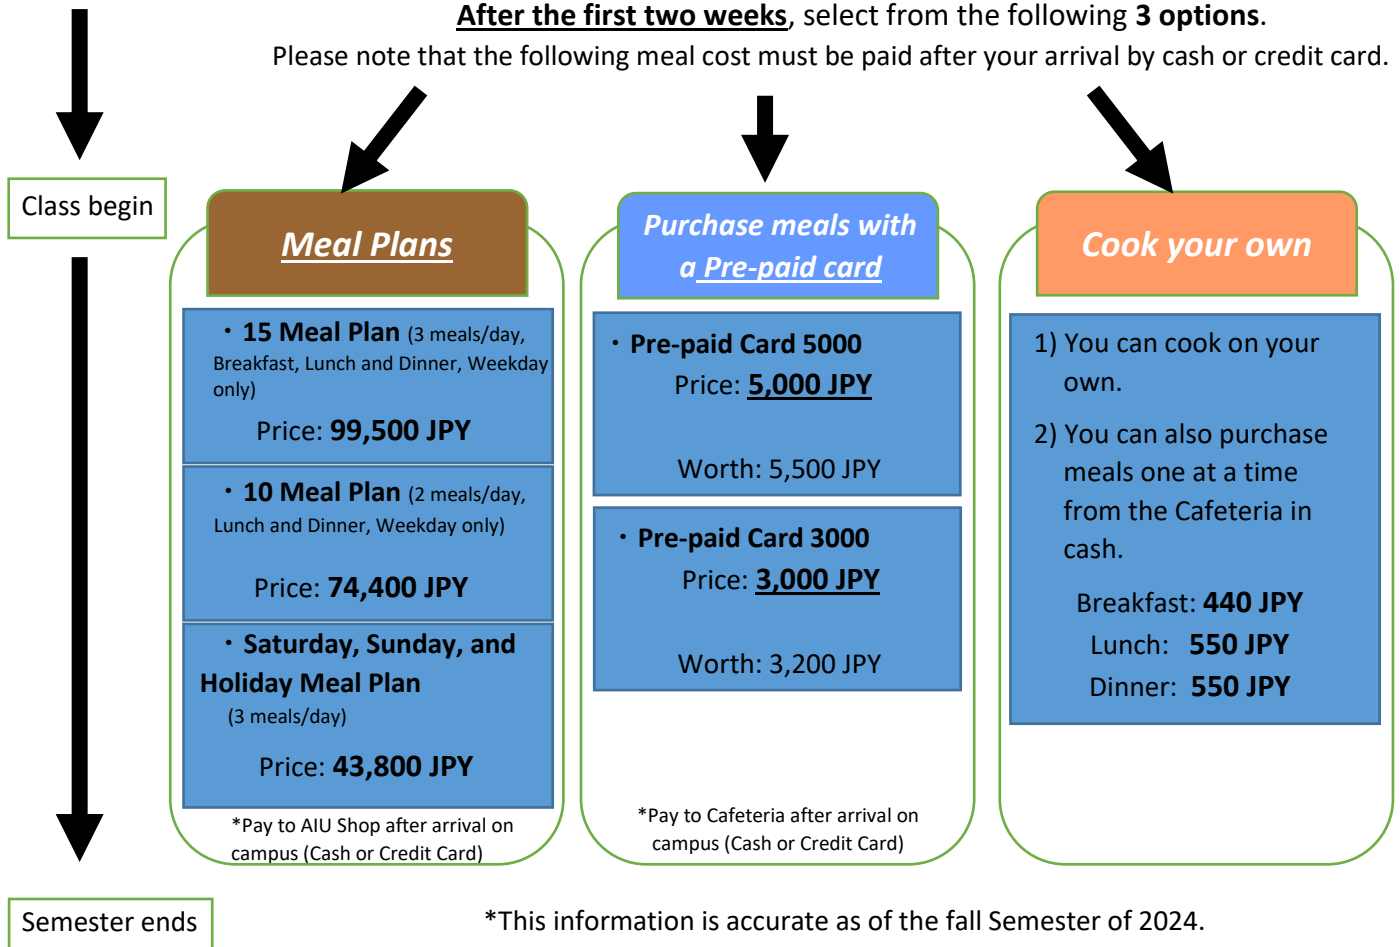 After the first two weeks, select from the following 3 options.
Please note that the following meal cost must be paid after your arrival by cash or credit card.
Class begin
Meal Plans
・15 Meal Plan (3 meals/day,
Breakfast, Lunch and Dinner, Weekday
only)
Price: 99,500 JPY
・10 Meal Plan (2 meals/day,
Lunch and Dinner, Weekday only)
Price: 74,400 JPY
・Saturday, Sunday, and
Holiday Meal Plan
(3 meals/day)
Price: 43,800 JPY
*Pay to AIU Shop after arrival on
campus (Cash or Credit Card)
Purchase meals with
a Pre-paid card
・Pre-paid Card 5000
Price: 5,000 JPY
Worth: 5,500 JPY
・Pre-paid Card 3000
Price: 3,000 JPY
Worth: 3,200 JPY
*Pay to Cafeteria after arrival on
campus (Cash or Credit Card)
Cook your own
1) You can cook on your
own.
2) You can also purchase
meals one at a time
from the Cafeteria in
cash.
Breakfast: 440 JPY
Lunch: 550 JPY
Dinner: 550 JPY
Semester ends
*This information is accurate as of the fall Semester of 2024.